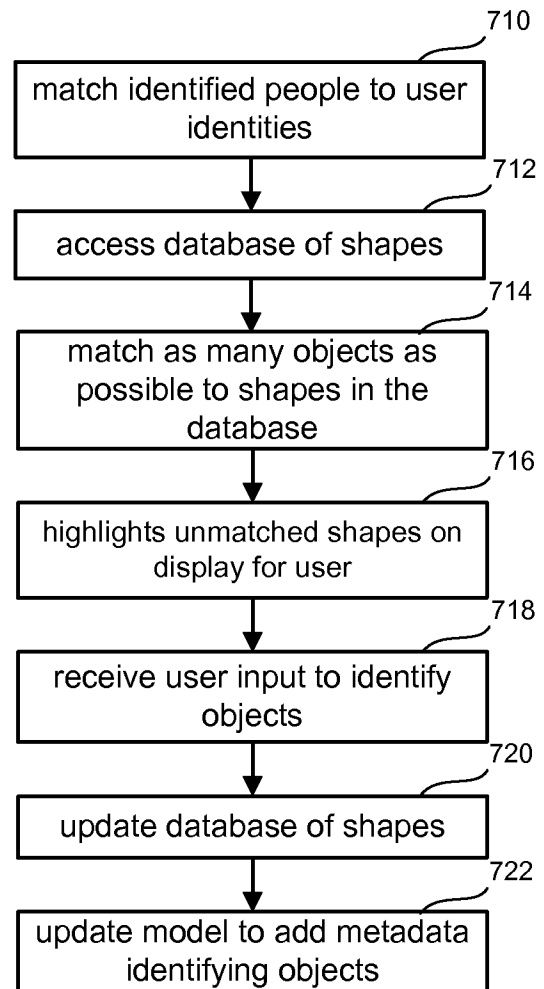 710
match identified people to user
identities
712
access database of shapes
714
match as many objects as
possible to shapes in the
database
716
highlights unmatched shapes on
display for user
718
receive user input to identify
objects
720
update database of shapes
722
update model to add metadata
identifying objects